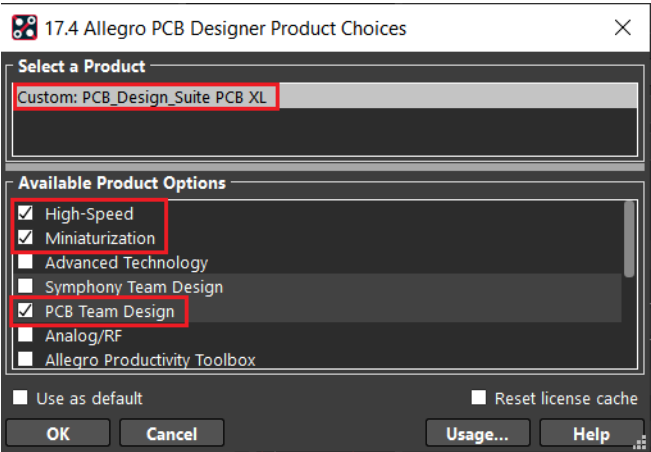 17.4 Allegro PCB Designer Product Choices
Select a Product
Custom: PCB_Design_Suite PCB XL
Available Product Options
High-Speed
Miniaturization
Advanced Technology
Symphony Team Design
PCB Team Design
Analog/RF
Allegro Productivity Toolbox
Use as default
Reset license cache
OK
Cancel
Usage...
Help